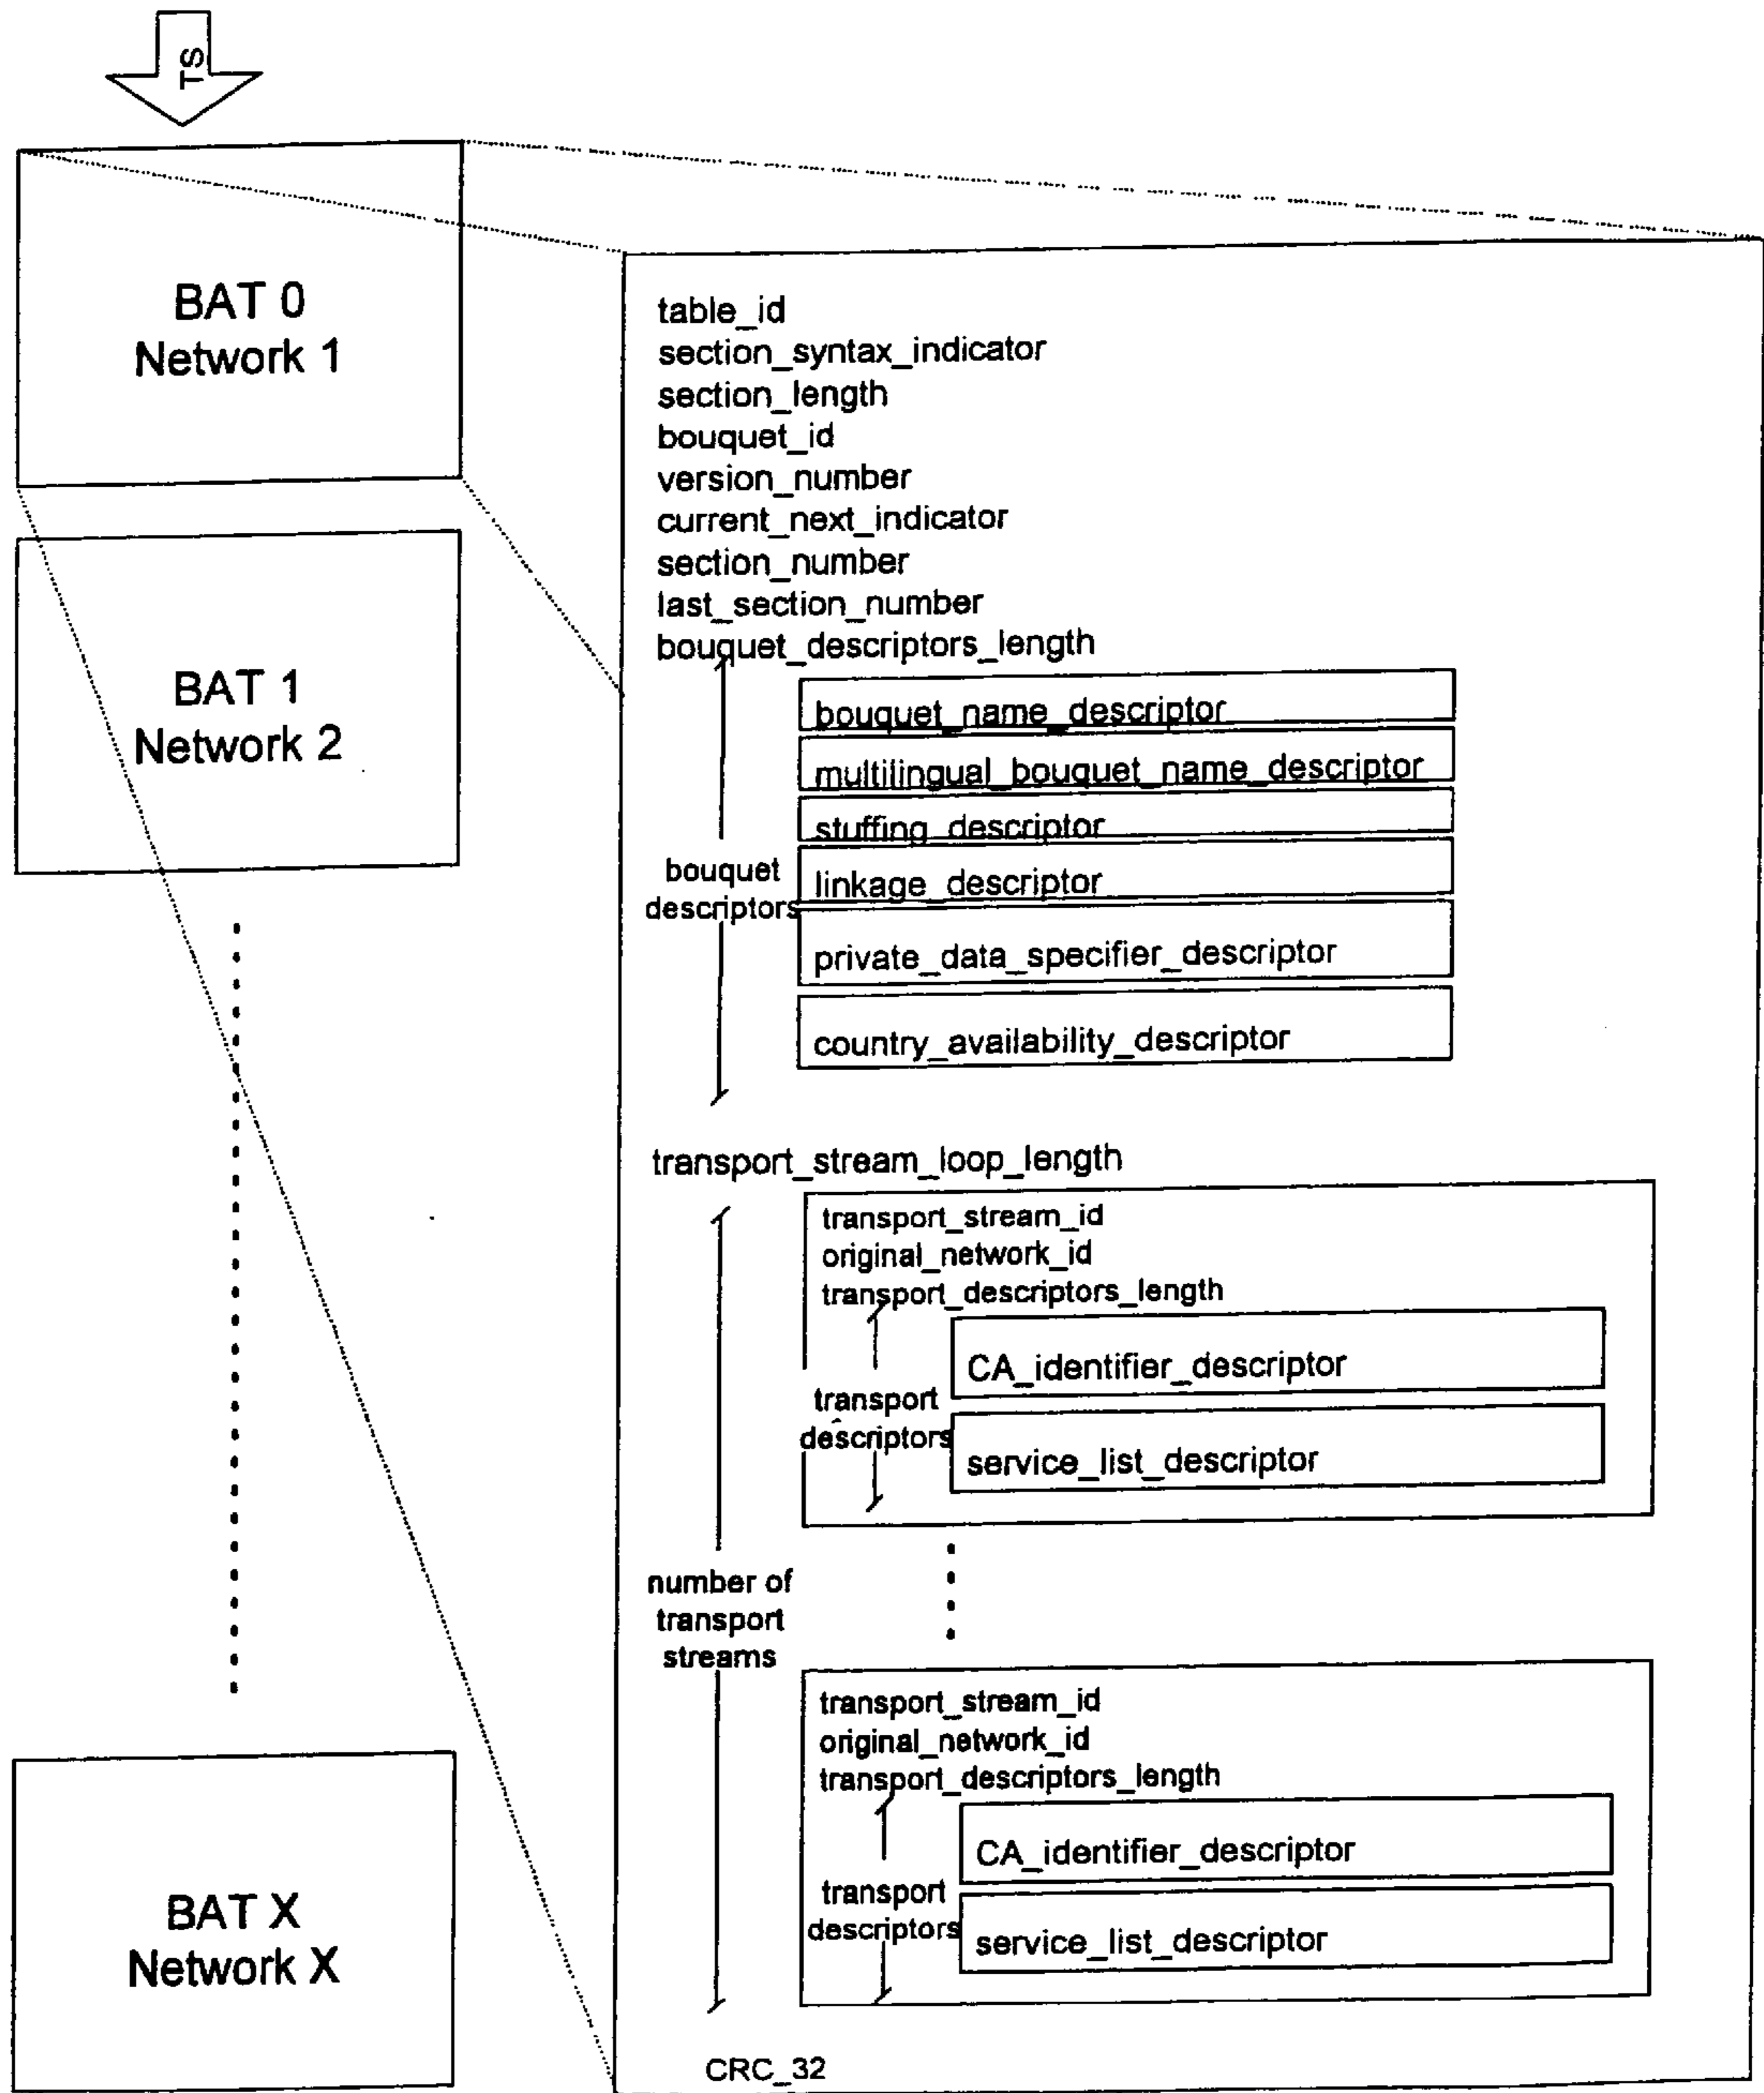 TS
BAT 0
Network 1
BAT 1
Network 2
BAT X
Network X
table_id
section_syntax_indicator
section_length
bouquet_id
version_number
current_next_indicator
section_number
last_section_number
bouquet_descriptors_length
bouquet
descriptors
bouquet_name_descriptor
multilingual_bouquet_name_descriptor
stuffing_descriptor
linkage_descriptor
private_data_specifier_descriptor
country_availability_descriptor
transport_stream_loop_length
number of
transport
streams
transport_stream_id
original_network_id
transport_descriptors_length
transport
descriptors
CA_identifier_descriptor
service_list_descriptor
transport_stream_id
original_network_id
transport_descriptors_length
transport
descriptors
CA_identifier_descriptor
service_list_descriptor
CRC_32